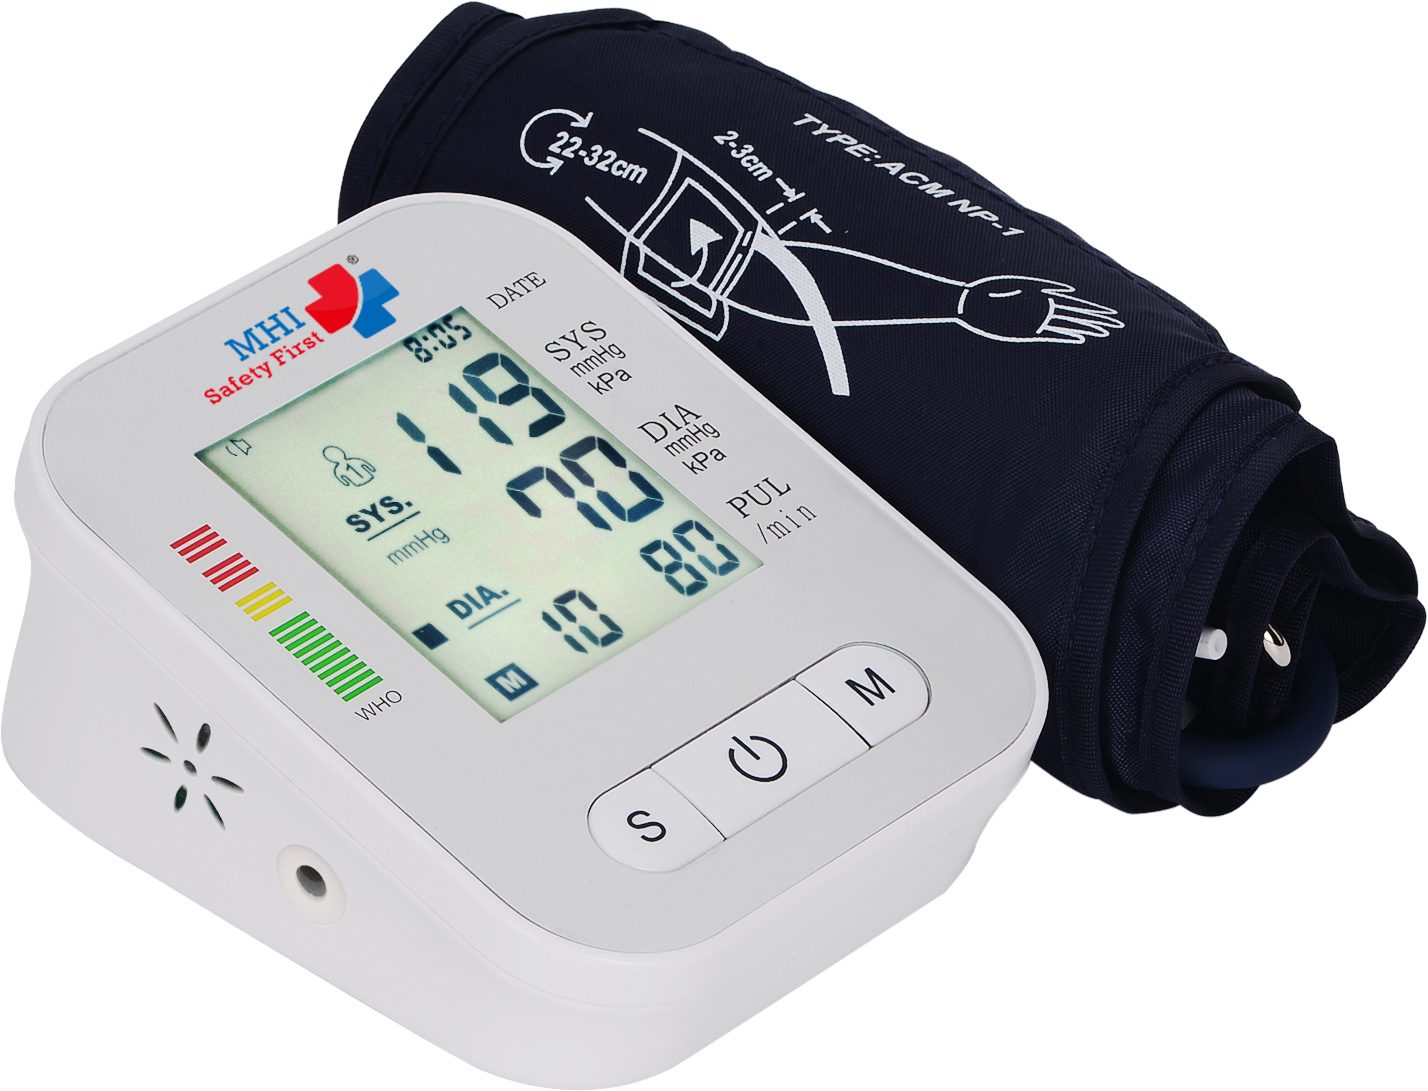 TYPE: ACM NP-1
2-3cm
22-32cm
MHI
®
Safety First
DATE
8:05
SYS
mmHg
kPa
119
DIA
mmHg
kPa
70
PUL
/min
80
1
SYS.
mmHg
DIA.
10
M
WHO
S
M